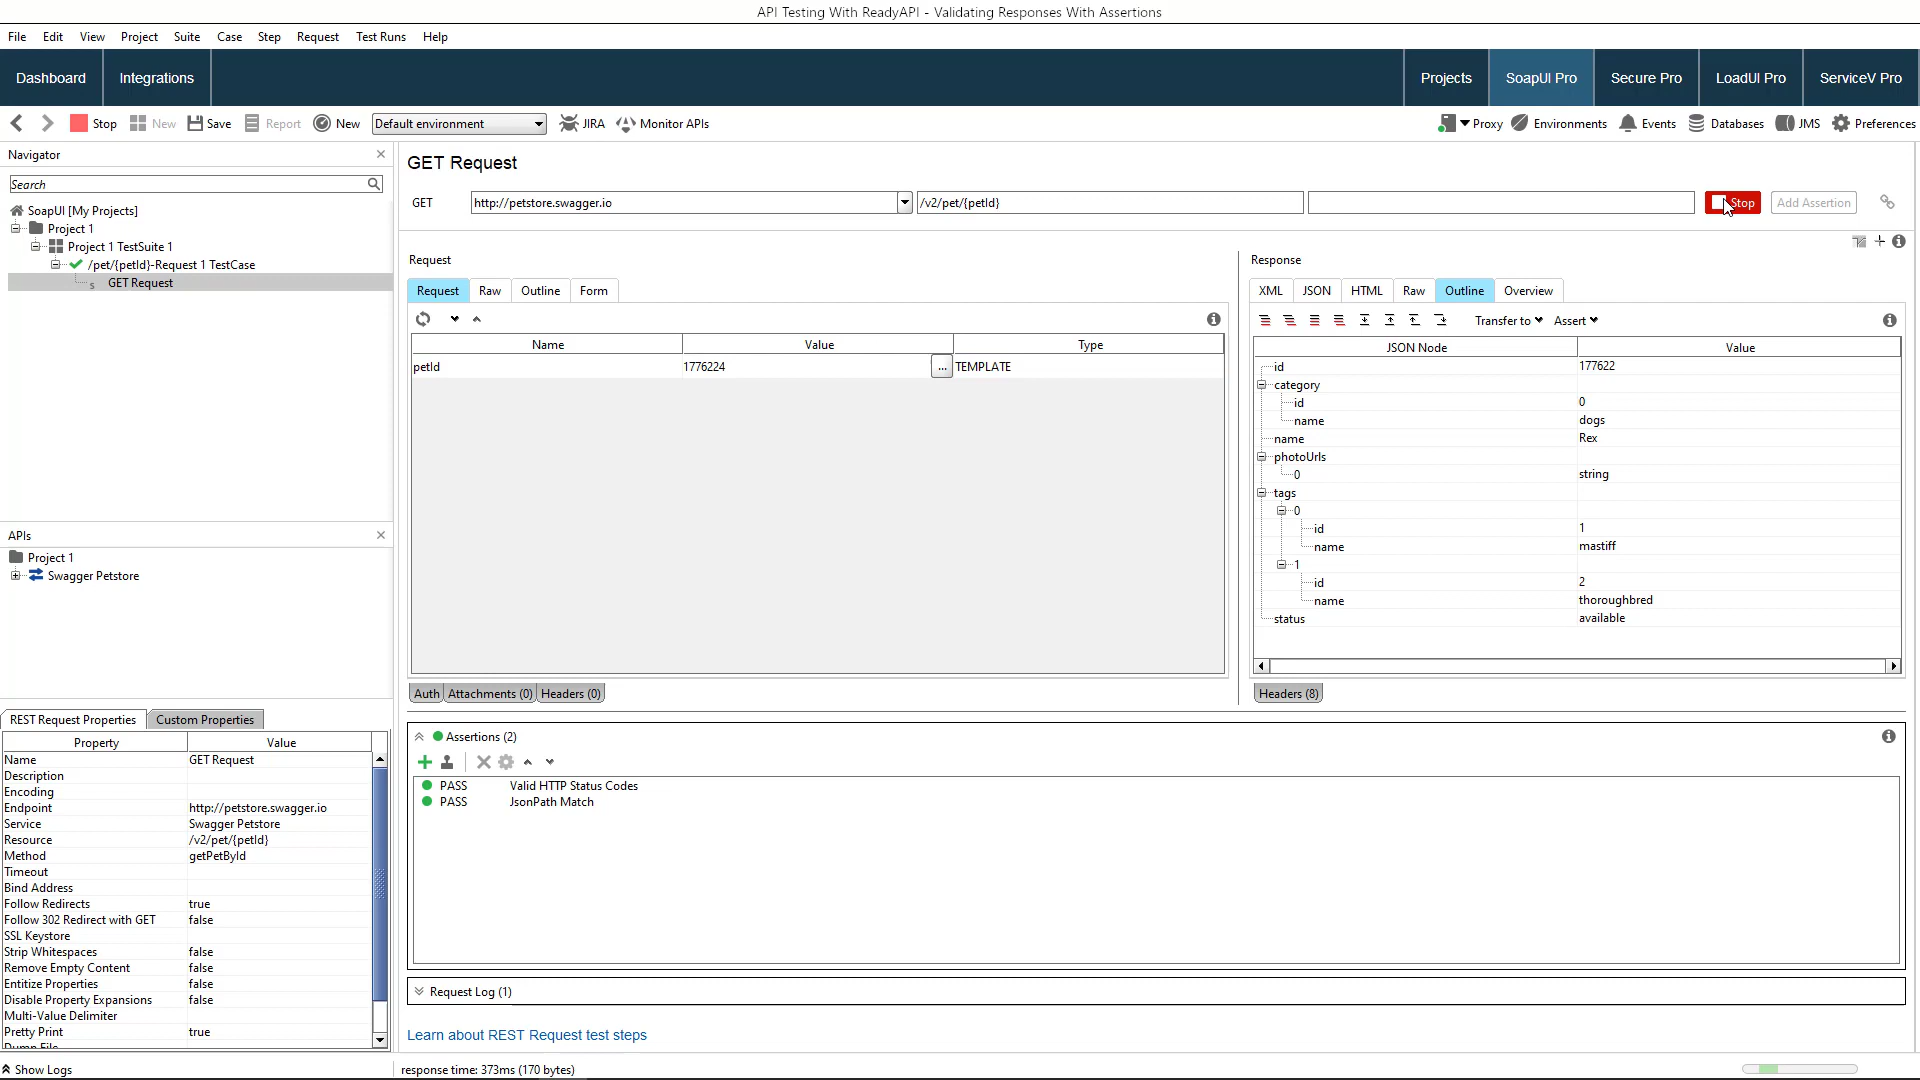 API Testing With ReadyAPI - Validating Responses With Assertions
File Edit View Project Suite Case Step Request Test Runs Help
Dashboard Integrations Projects SoapUI Pro Secure Pro LoadUI Pro ServiceV Pro
Stop New Save Report New Default environment JIRA Monitor APIs Proxy Environments Events Databases JMS Preferences
Navigator
Search
SoapUI [My Projects]
Project 1
Project 1 TestSuite 1
/pet/{petId}-Request 1 TestCase
GET Request
APIs
Project 1
Swagger Petstore
REST Request Properties Custom Properties
Property Value
Name GET Request
Description
Encoding
Endpoint http://petstore.swagger.io
Service Swagger Petstore
Resource /v2/pet/{petId}
Method getPetById
Timeout
Bind Address
Follow Redirects true
Follow 302 Redirect with GET false
SSL Keystore
Strip Whitespaces false
Remove Empty Content false
Entitize Properties false
Disable Property Expansions false
Multi-Value Delimiter
Pretty Print true
Dump File
Show Logs
GET Request
GET http://petstore.swagger.io /v2/pet/{petId} Stop Add Assertion
Request
Request Raw Outline Form
Name Value Type
petId 1776224 ... TEMPLATE
Auth Attachments (0) Headers (0)
Response
XML JSON HTML Raw Outline Overview
Transfer to Assert
JSON Node Value
id 177622
category
id 0
name dogs
name Rex
photoUrls
0 string
tags
0
id 1
name mastiff
1
id 2
name thoroughbred
status available
Headers (8)
Assertions (2)
PASS Valid HTTP Status Codes
PASS JsonPath Match
Request Log (1)
Learn about REST Request test steps
response time: 373ms (170 bytes)